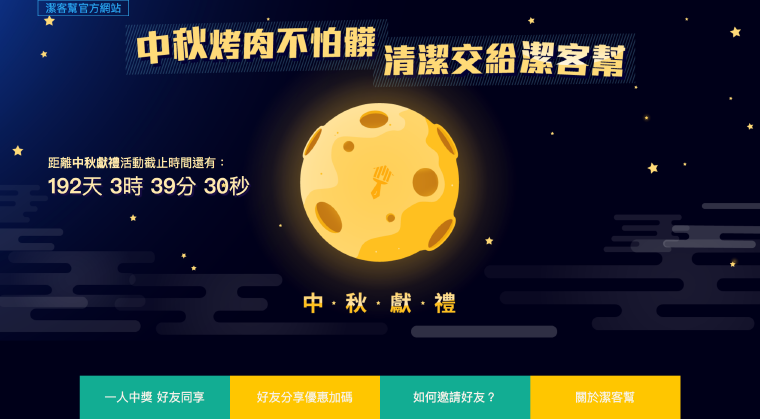 潔客幫官方網站
中秋烤肉不怕髒
清潔交給潔客幫
距離中秋獻禮活動截止時間還有：
192天 3時 39分 30秒
中・秋・獻・禮
一人中獎 好友同享
好友分享優惠加碼
如何邀請好友？
關於潔客幫